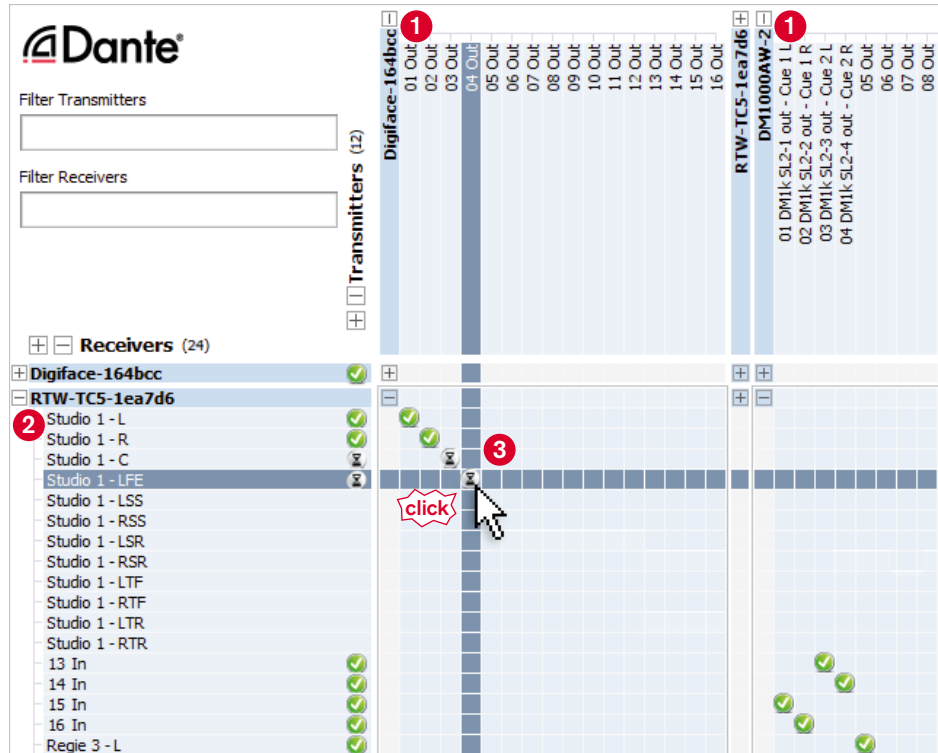 Dante®
Filter Transmitters
Filter Receivers
Transmitters (12)
Receivers (24)
1
Digiface-164bcc
01 Out
02 Out
03 Out
04 Out
05 Out
06 Out
07 Out
08 Out
09 Out
10 Out
11 Out
12 Out
13 Out
14 Out
15 Out
16 Out
RTW-TC5-1ea7d6
1
DM1000AW-2
01 DM1k SL2-1 out - Cue 1 L
02 DM1k SL2-2 out - Cue 1 R
03 DM1k SL2-3 out - Cue 2 L
04 DM1k SL2-4 out - Cue 2 R
05 Out
06 Out
07 Out
08 Out
Digiface-164bcc
RTW-TC5-1ea7d6
2
Studio 1 - L
Studio 1 - R
Studio 1 - C
3
Studio 1 - LFE
click
Studio 1 - LSS
Studio 1 - RSS
Studio 1 - LSR
Studio 1 - RSR
Studio 1 - LTF
Studio 1 - RTF
Studio 1 - LTR
Studio 1 - RTR
13 In
14 In
15 In
16 In
Regie 3 - L